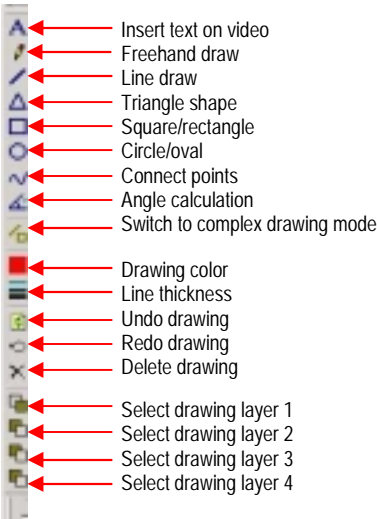 Insert text on video
Freehand draw
Line draw
Triangle shape
Square/rectangle
Circle/oval
Connect points
Angle calculation
Switch to complex drawing mode
Drawing color
Line thickness
Undo drawing
Redo drawing
Delete drawing
Select drawing layer 1
Select drawing layer 2
Select drawing layer 3
Select drawing layer 4